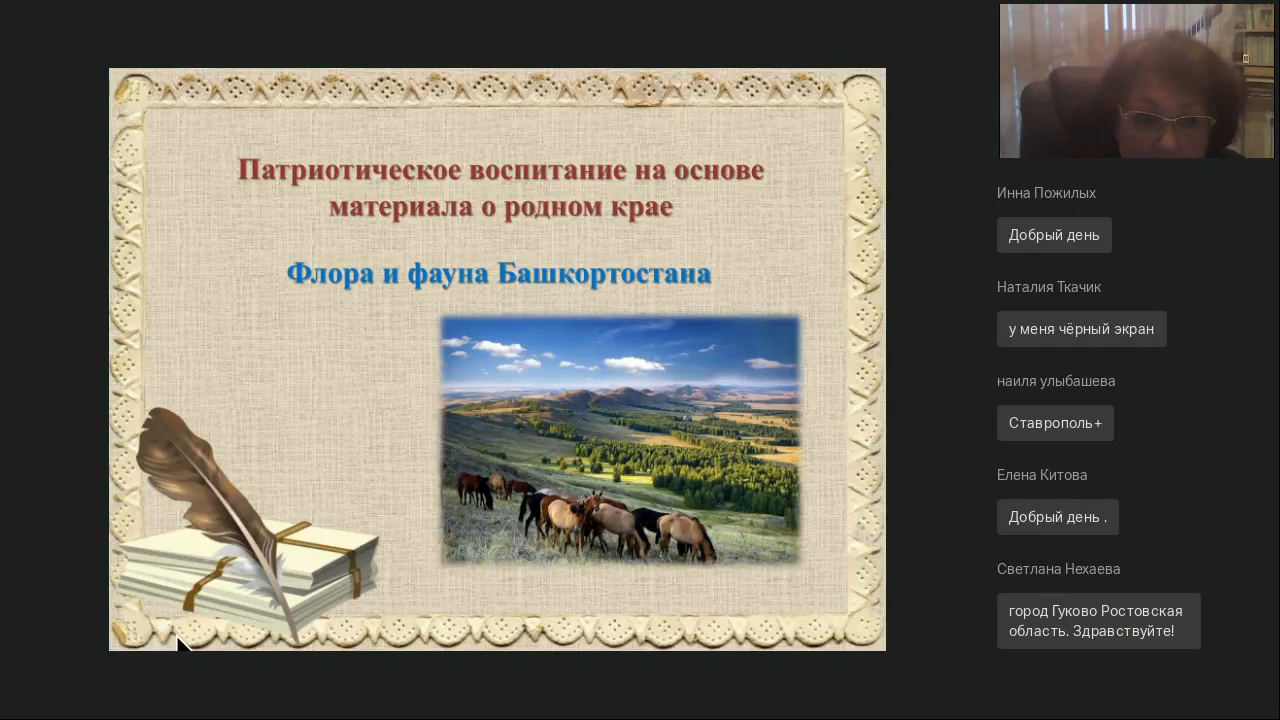 Патриотическое воспитание на основе
материала о родном крае
Флора и фауна Башкортостана
Инна Пожилых
Добрый день
Наталия Ткачик
у меня чёрный экран
наиля улыбашева
Ставрополь+
Елена Китова
Добрый день .
Светлана Нехаева
город Гуково Ростовская
область. Здравствуйте!